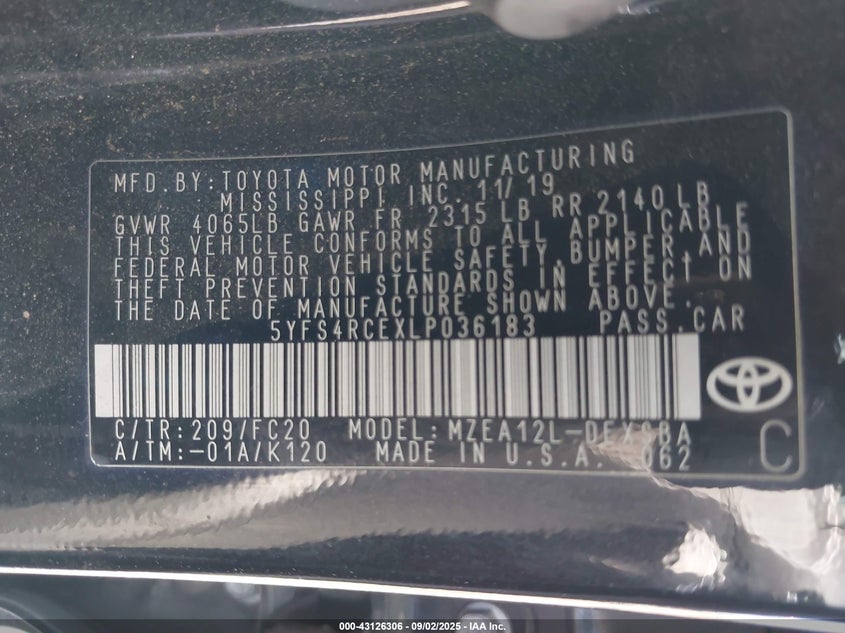 MFD. BY: TOYOTA MOTOR MANUFACTURING
MISSISSIPPI INC. 11/19
GVWR 4065LB GAWR FR 2315 LB RR 2140 LB
THIS VEHICLE CONFORMS TO ALL APPLICABLE
FEDERAL MOTOR VEHICLE SAFETY, BUMPER, AND
THEFT PREVENTION STANDARDS IN EFFECT ON
THE DATE OF MANUFACTURE SHOWN ABOVE.
5YFS4RCEXLP036183 PASS. CAR
C/TR: 209/FC20 MODEL: MZEA12L-
A/TM: -01A/K120 MADE IN U.S.A. 062
C
000-43126306 - 09/02/2025 - IAA Inc.